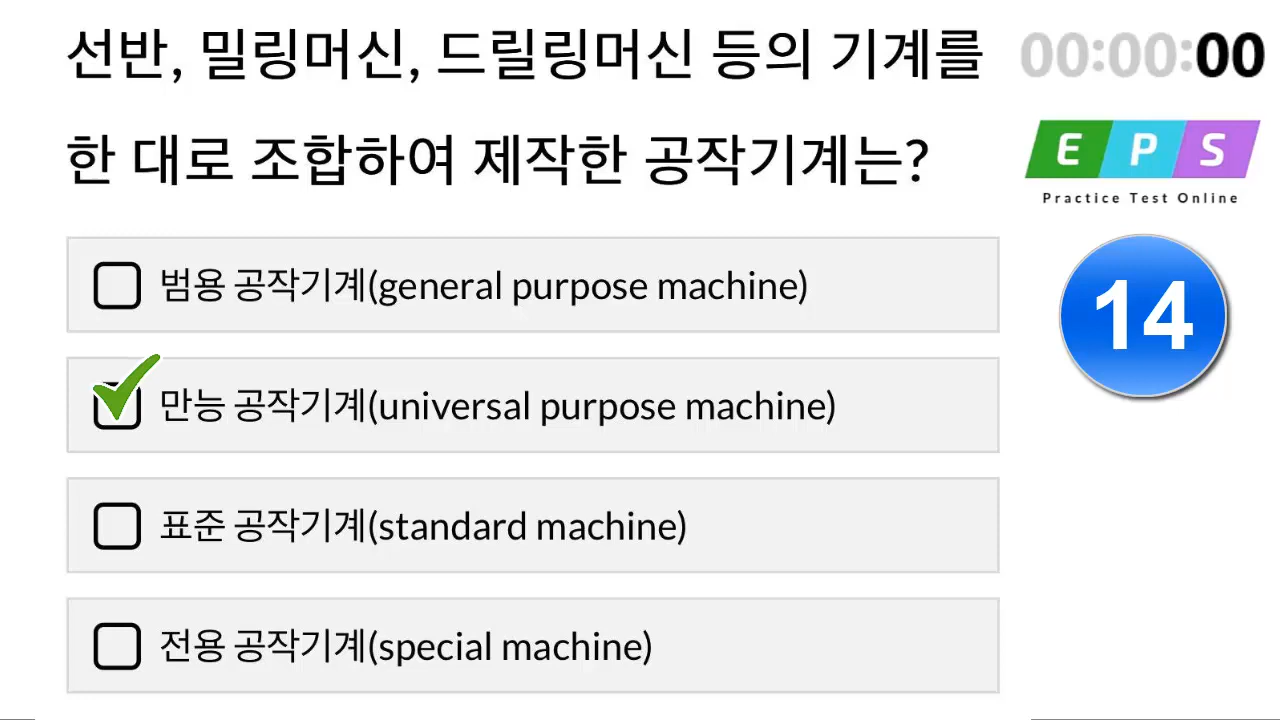 선반, 밀링머신, 드릴링머신 등의 기계를
한 대로 조합하여 제작한 공작기계는?
00:00:00
EPS
Practice Test Online
14
범용 공작기계(general purpose machine)
만능 공작기계(universal purpose machine)
표준 공작기계(standard machine)
전용 공작기계(special machine)